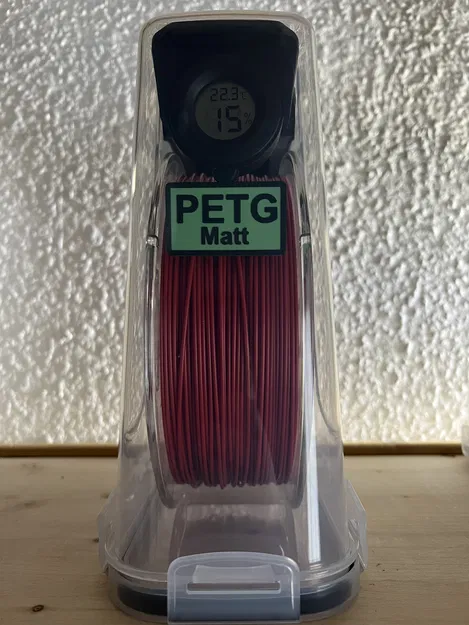 22.3°C
15%
PETG
Matt